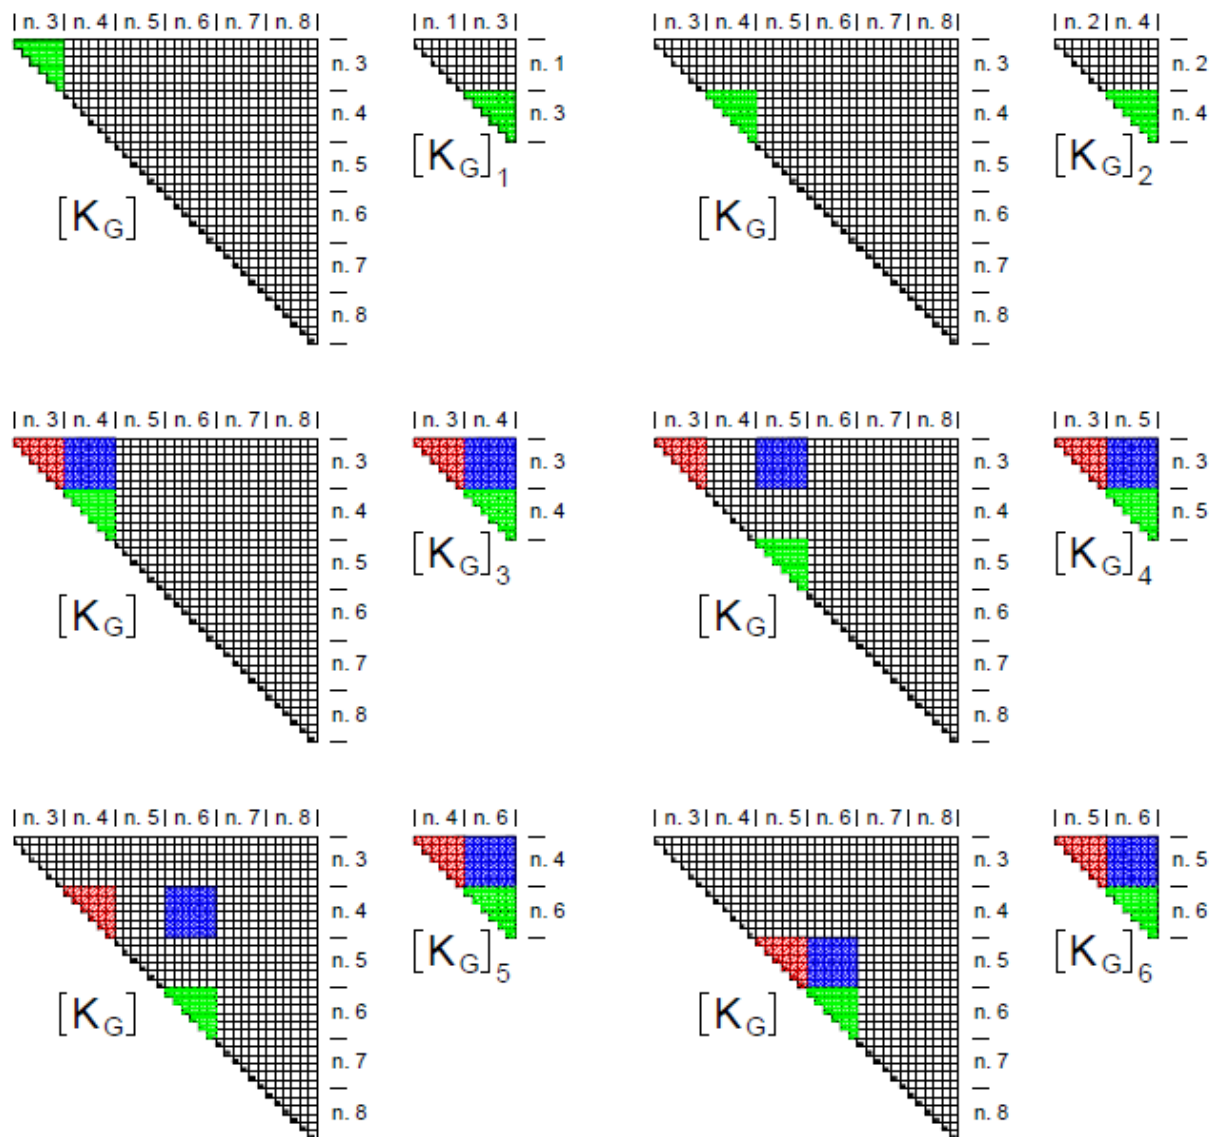 | n. 3 | n. 4 | n. 5 | n. 6 | n. 7 | n. 8 | | n. 1 | n. 3 | | n. 3 | n. 4 | n. 5 | n. 6 | n. 7 | n. 8 | | n. 2 | n. 4 |
n. 3 n. 1 n. 3 n. 2
n. 4 n. 3 n. 4 n. 4
n. 5 [K_G]_1 n. 5 [K_G]_2
[K_G] n. 6 [K_G] n. 6
n. 7 n. 7
n. 8 n. 8
| n. 3 | n. 4 | n. 5 | n. 6 | n. 7 | n. 8 | | n. 3 | n. 4 | | n. 3 | n. 4 | n. 5 | n. 6 | n. 7 | n. 8 | | n. 3 | n. 5 |
n. 3 n. 3 n. 3 n. 3
n. 4 n. 4 n. 4 n. 5
n. 5 [K_G]_3 n. 5 [K_G]_4
[K_G] n. 6 [K_G] n. 6
n. 7 n. 7
n. 8 n. 8
| n. 3 | n. 4 | n. 5 | n. 6 | n. 7 | n. 8 | | n. 4 | n. 6 | | n. 3 | n. 4 | n. 5 | n. 6 | n. 7 | n. 8 | | n. 5 | n. 6 |
n. 3 n. 4 n. 3 n. 5
n. 4 n. 6 n. 4 n. 6
n. 5 [K_G]_5 n. 5 [K_G]_6
[K_G] n. 6 [K_G] n. 6
n. 7 n. 7
n. 8 n. 8